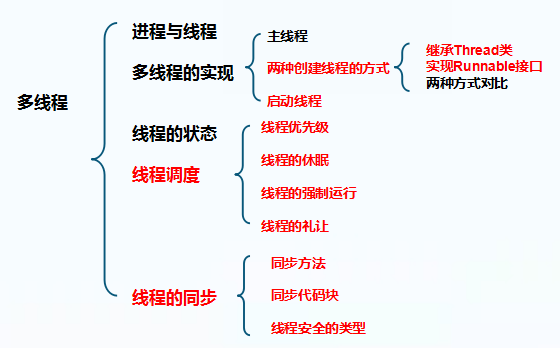 多线程
进程与线程
多线程的实现
主线程
两种创建线程的方式
继承Thread类
实现Runnable接口
两种方式对比
启动线程
线程的状态
线程调度
线程优先级
线程的休眠
线程的强制运行
线程的礼让
线程的同步
同步方法
同步代码块
线程安全的类型